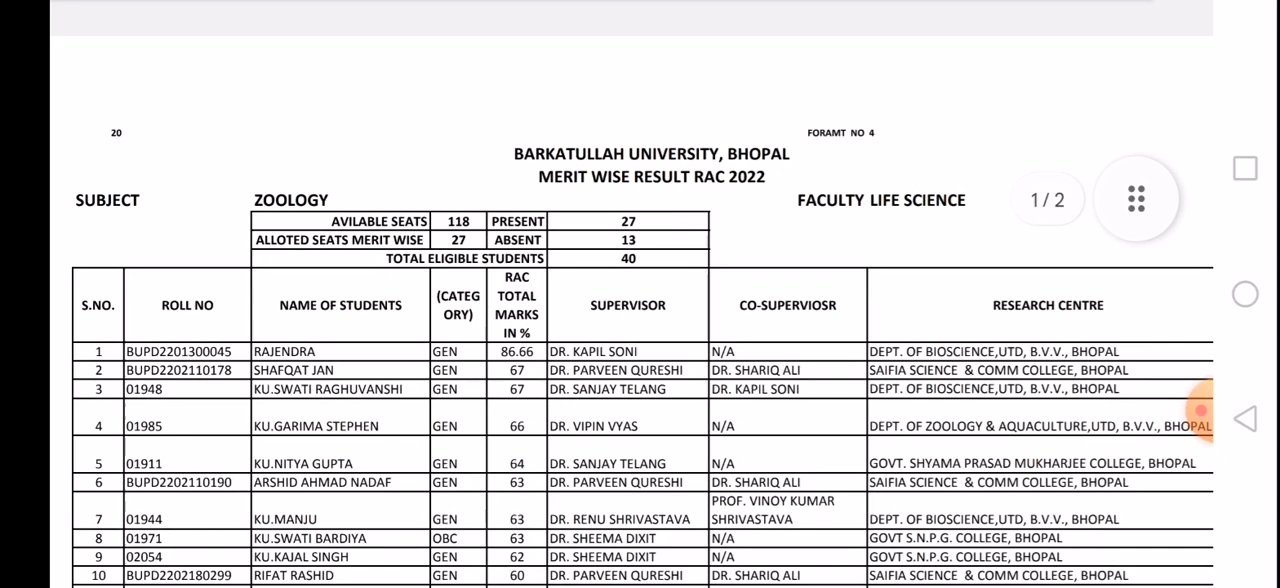 20 FORAMT NO 4
BARKATULLAH UNIVERSITY, BHOPAL
MERIT WISE RESULT RAC 2022
SUBJECT ZOOLOGY FACULTY LIFE SCIENCE 1/2
AVILABLE SEATS 118 PRESENT 27
ALLOTED SEATS MERIT WISE 27 ABSENT 13
TOTAL ELIGIBLE STUDENTS 40
S.NO. ROLL NO NAME OF STUDENTS (CATEG ORY) RAC TOTAL MARKS IN % SUPERVISOR CO-SUPERVIOSR RESEARCH CENTRE
1 BUPD2201300045 RAJENDRA GEN 86.66 DR. KAPIL SONI N/A DEPT. OF BIOSCIENCE,UTD, B.V.V., BHOPAL
2 BUPD2202110178 SHAFQAT JAN GEN 67 DR. PARVEEN QURESHI DR. SHARIQ ALI SAIFIA SCIENCE & COMM COLLEGE, BHOPAL
3 01948 KU.SWATI RAGHUVANSHI GEN 67 DR. SANJAY TELANG DR. KAPIL SONI DEPT. OF BIOSCIENCE,UTD, B.V.V., BHOPAL
4 01985 KU.GARIMA STEPHEN GEN 66 DR. VIPIN VYAS N/A DEPT. OF ZOOLOGY & AQUACULTURE,UTD, B.V.V., BHOPAL
5 01911 KU.NITYA GUPTA GEN 64 DR. SANJAY TELANG N/A GOVT. SHYAMA PRASAD MUKHARJEE COLLEGE, BHOPAL
6 BUPD2202110190 ARSHID AHMAD NADAF GEN 63 DR. PARVEEN QURESHI DR. SHARIQ ALI SAIFIA SCIENCE & COMM COLLEGE, BHOPAL
7 01944 KU.MANJU GEN 63 DR. RENU SHRIVASTAVA PROF. VINOY KUMAR SHRIVASTAVA DEPT. OF BIOSCIENCE,UTD, B.V.V., BHOPAL
8 01971 KU.SWATI BARDIYA OBC 63 DR. SHEEMA DIXIT N/A GOVT S.N.P.G. COLLEGE, BHOPAL
9 02054 KU.KAJAL SINGH GEN 62 DR. SHEEMA DIXIT N/A GOVT S.N.P.G. COLLEGE, BHOPAL
10 BUPD2202180299 RIFAT RASHID GEN 60 DR. PARVEEN QURESHI DR. SHARIQ ALI SAIFIA SCIENCE & COMM COLLEGE, BHOPAL